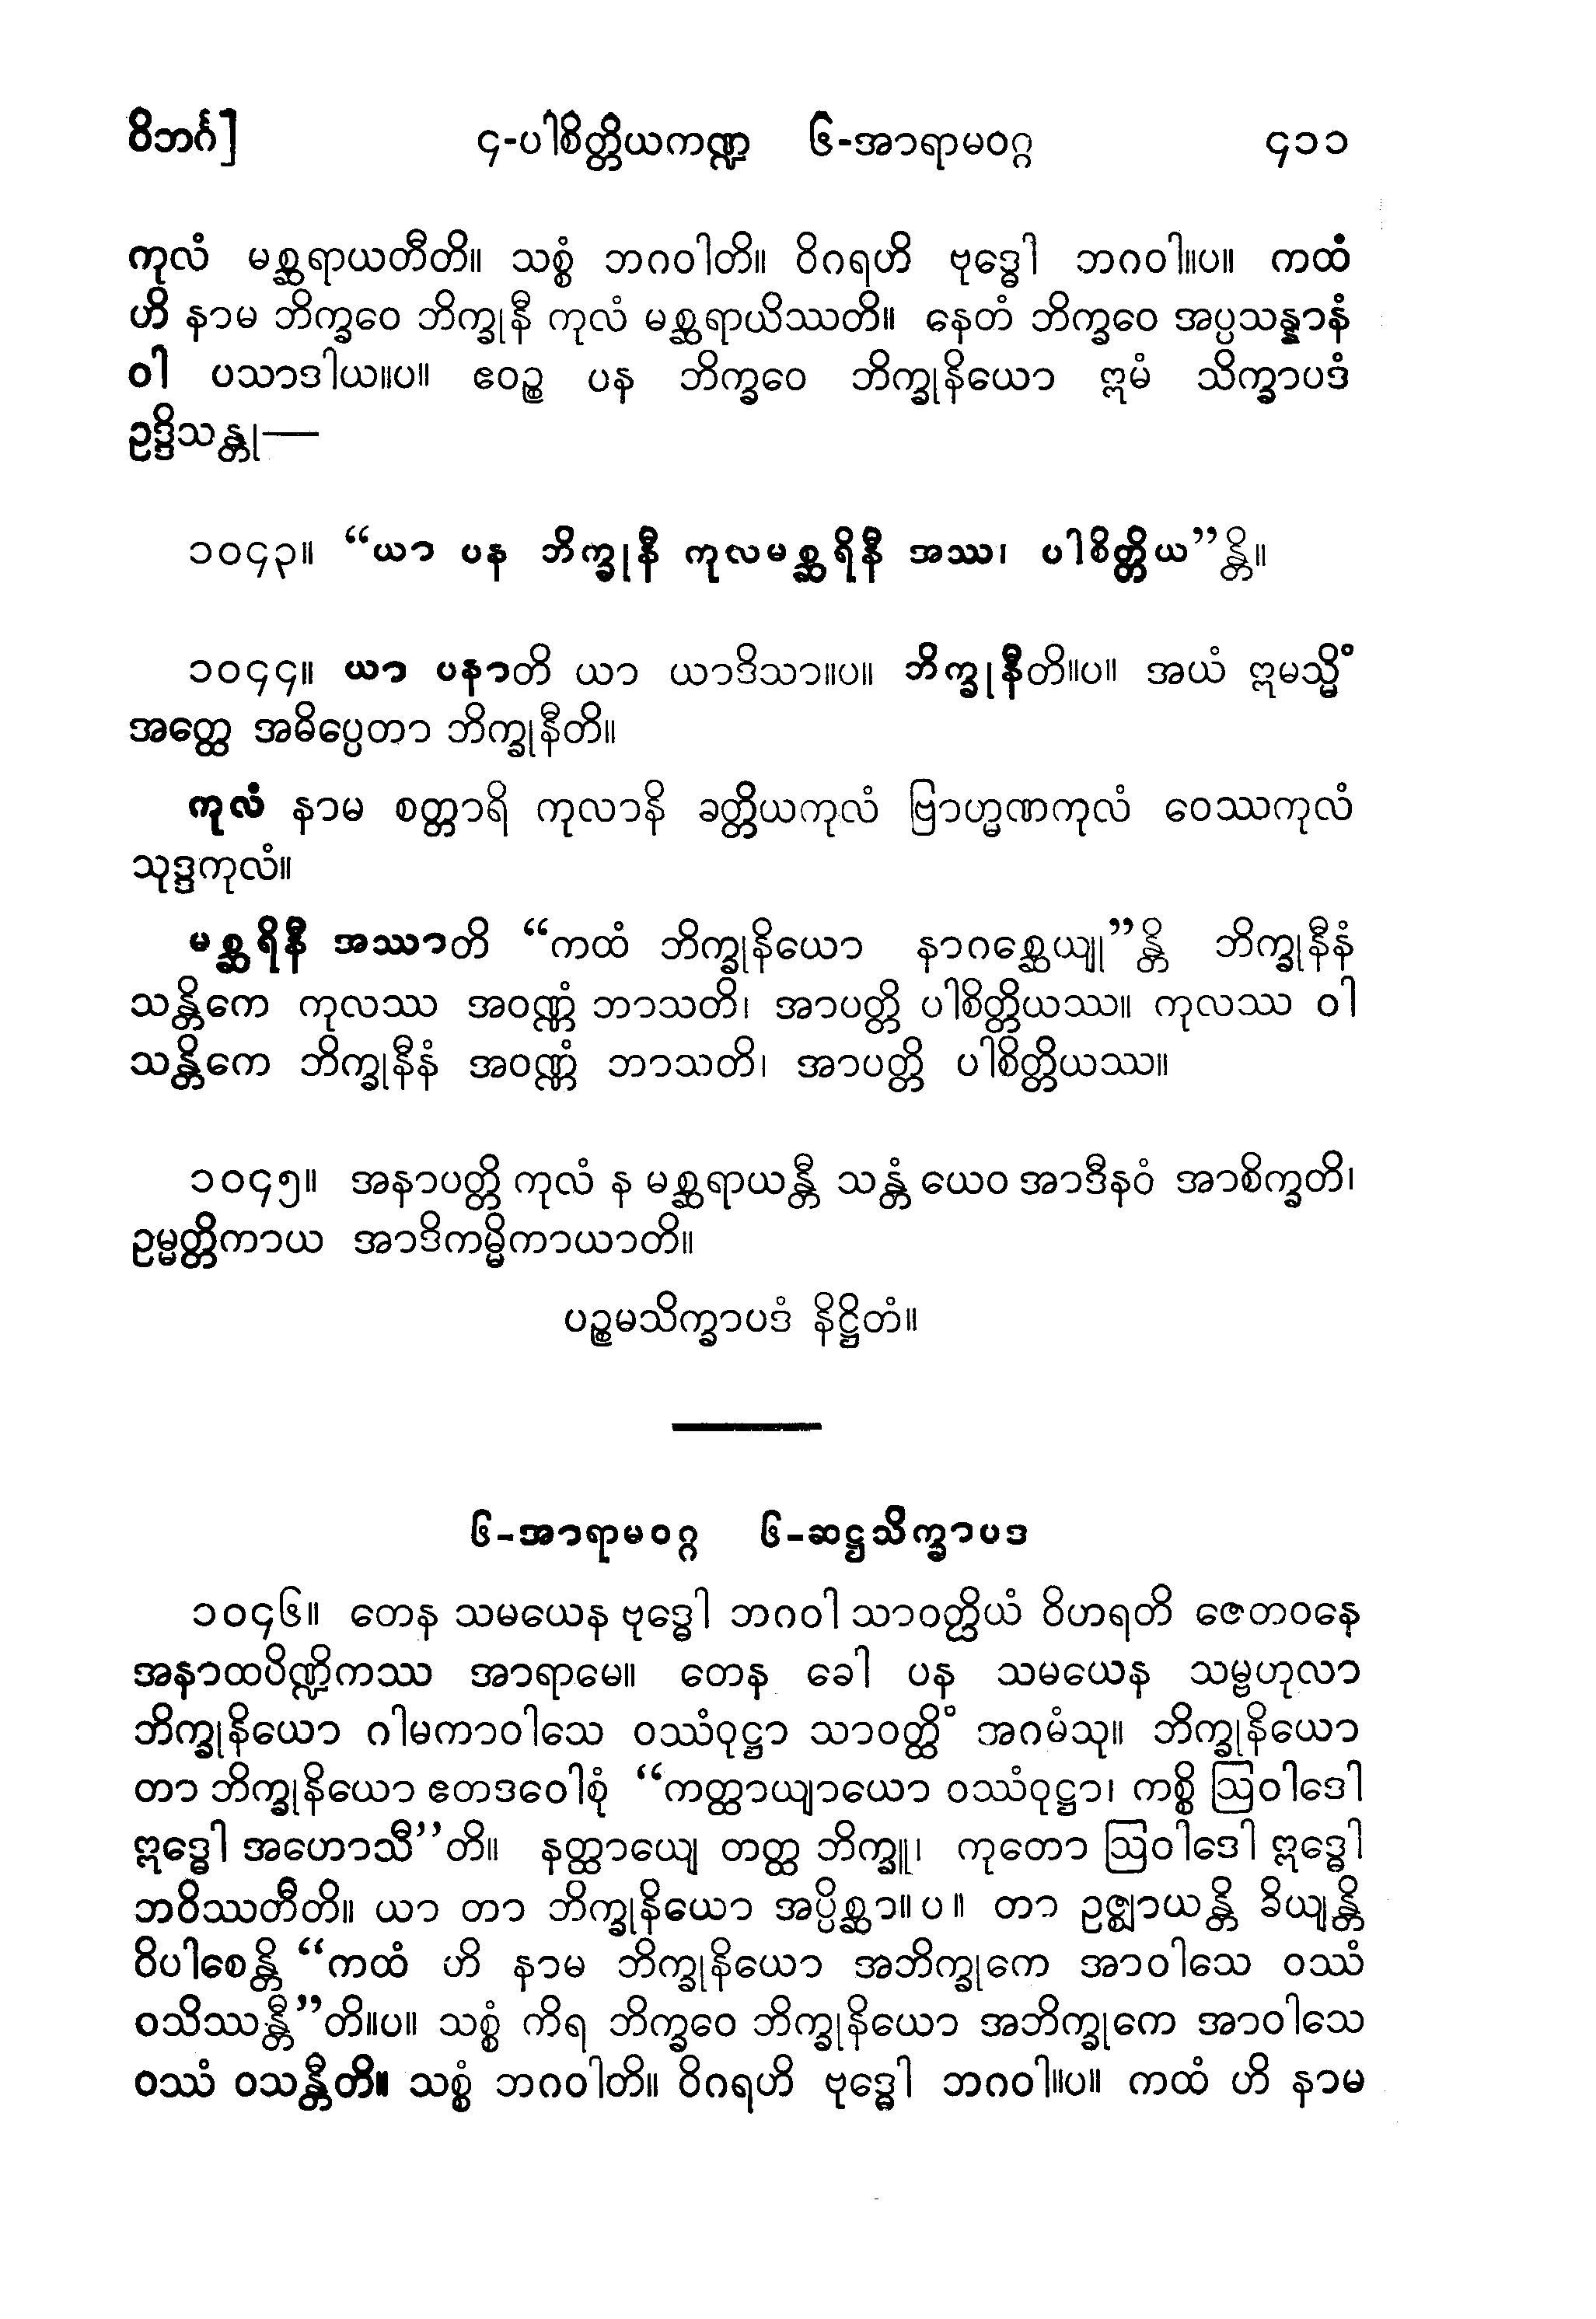 ဝိဘင်္ဂ]	၄-ပါစိတ္တိယကဏ္ဍ ၆-အာရာမဝဂ္ဂ	၄၁၁
ကုလံ မစ္ဆရာယတီတိ။ သစ္စံ ဘဂဝါတိ။ ဝိဂရဟိ ဗုဒ္ဓေါ ဘဂဝါ။ပ။ ကထံ
ဟိ နာမ ဘိက္ခဝေ ဘိက္ခုနီ ကုလံ မစ္ဆရာယိဿတိ။ နေတံ ဘိက္ခဝေ အပ္ပသန္နာနံ
ဝါ ပသာဒါယ။ပ။ ဧဝဉ္စ ပန ဘိက္ခဝေ ဘိက္ခုနိယော ဣမံ သိက္ခာပဒံ
ဥဒ္ဒိသန္တု—
၁၀၄၃။ “ယာ ပန ဘိက္ခုနီ ကုလမစ္ဆရိနီ အဿ၊ ပါစိတ္တိယ”န္တိ။
၁၀၄၄။ ယာ ပနာတိ ယာ ယာဒိသာ။ပ။ ဘိက္ခုနီတိ။ပ။ အယံ ဣမသ္မိံ
အတ္ထေ အဓိပ္ပေတာ ဘိက္ခုနီတိ။
ကုလံ နာမ စတ္တာရိ ကုလာနိ ခတ္တိယကုလံ ဗြာဟ္မဏကုလံ ဝေဿကုလံ
သုဒ္ဒကုလံ။
မစ္ဆရိနီ အဿာတိ “ကထံ ဘိက္ခုနိယော နာဂစ္ဆေယျု”န္တိ ဘိက္ခုနီနံ
သန္တိကေ ကုလဿ အဝဏ္ဏံ ဘာသတိ၊ အာပတ္တိ ပါစိတ္တိယဿ။ ကုလဿ ဝါ
သန္တိကေ ဘိက္ခုနီနံ အဝဏ္ဏံ ဘာသတိ၊ အာပတ္တိ ပါစိတ္တိယဿ။
၁၀၄၅။ အနာပတ္တိ ကုလံ န မစ္ဆရာယန္တီ သန္တံ ယေဝ အာဒီနဝံ အာစိက္ခတိ၊
ဥမ္မတ္တိကာယ အာဒိကမ္မိကာယာတိ။
ပဉ္စမသိက္ခာပဒံ နိဋ္ဌိတံ။
၆-အာရာမဝဂ္ဂ ၆-ဆဋ္ဌသိက္ခာပဒ
၁၀၄၆။ တေန သမယေန ဗုဒ္ဓေါ ဘဂဝါ သာဝတ္ထိယံ ဝိဟရတိ ဇေတဝနေ
အနာထပိဏ္ဍိကဿ အာရာမေ။ တေန ခေါ ပန သမယေန သမ္ဗဟုလာ
ဘိက္ခုနိယော ဂါမကာဝါသေ ဝဿံဝုဋ္ဌာ သာဝတ္ထိံ အဂမံသု။ ဘိက္ခုနိယော
တာ ဘိက္ခုနိယော ဧတဒဝေါစုံ “ကတ္ထာယျာယော ဝဿံဝုဋ္ဌာ၊ ကစ္စိ ဩဝါဒေါ
ဣဒ္ဓေါ အဟောသီ”တိ။ နတ္ထာယျေ တတ္ထ ဘိက္ခူ၊ ကုတော ဩဝါဒေါ ဣဒ္ဓေါ
ဘဝိဿတီတိ။ ယာ တာ ဘိက္ခုနိယော အပ္ပိစ္ဆာ။ပ။ တာ ဥဇ္ဈာယန္တိ ခိယျန္တိ
ဝိပါစေန္တိ “ကထံ ဟိ နာမ ဘိက္ခုနိယော အဘိက္ခုကေ အာဝါသေ ဝဿံ
ဝသိဿန္တီ”တိ။ပ။ သစ္စံ ကိရ ဘိက္ခဝေ ဘိက္ခုနိယော အဘိက္ခုကေ အာဝါသေ
ဝဿံ ဝသန္တီတိ။ သစ္စံ ဘဂဝါတိ။ ဝိဂရဟိ ဗုဒ္ဓေါ ဘဂဝါ။ပ။ ကထံ ဟိ နာမ